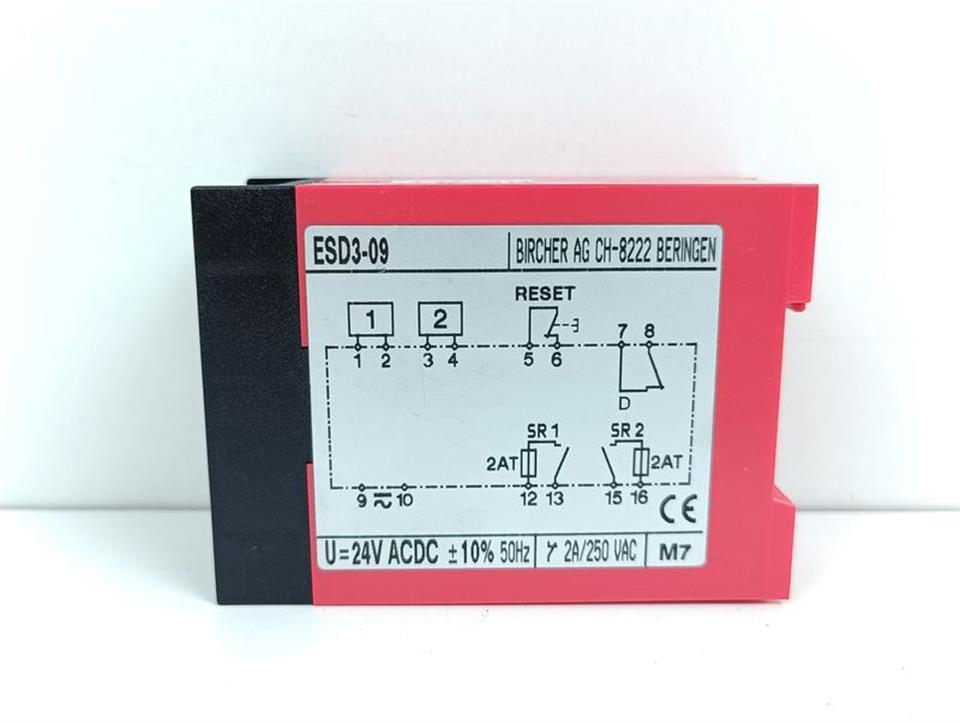 ESD3-09 BIRCHER AG CH-8222 BERINGEN
RESET
1 2
7 8
1 2 3 4 5 6
D
SR 1 SR 2
2AT 2AT
9 10 12 13 15 16
CE
U=24V ACDC ±10% 50Hz 2A/250 VAC M7